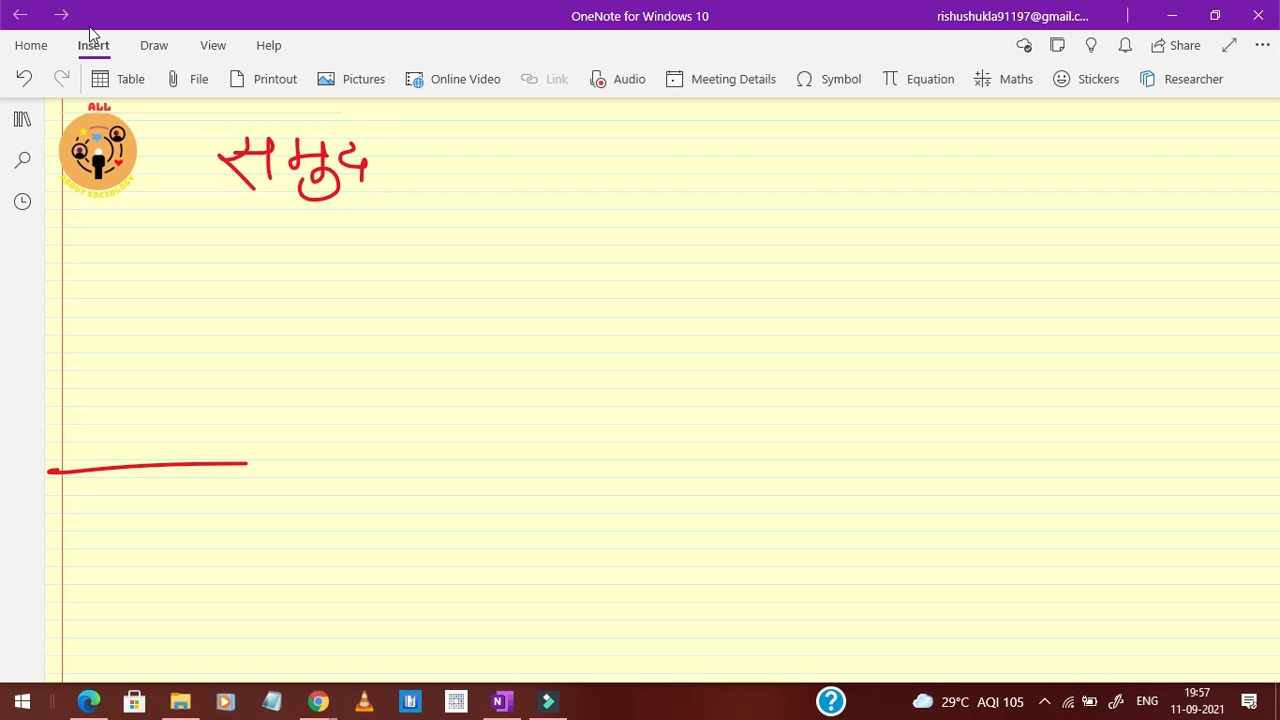 OneNote for Windows 10
rishushukla91197@gmail.c...
Home Insert Draw View Help
Share
Table File Printout Pictures Online Video Link Audio Meeting Details Symbol Equation Maths Stickers Researcher
ALL
ABOUT SOCIOLOGY
समुद
29°C AQI 105 ENG 19:57
11-09-2021